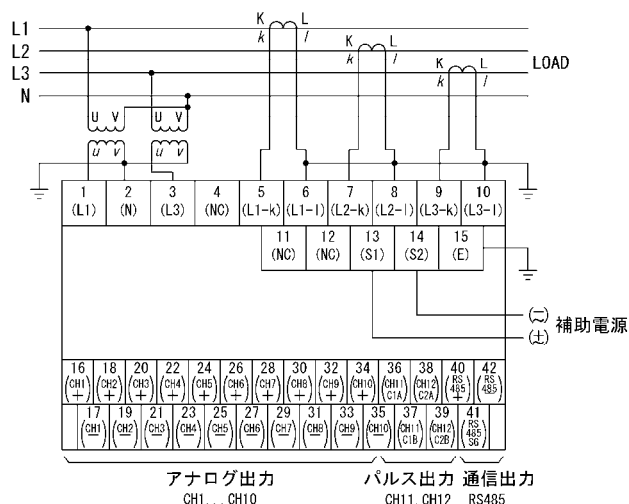 L1
L2
L3
N
K L
k l
K L
k l
K L
k l
LOAD
U V U V
u v u v
1 2 3 4 5 6 7 8 9 10
(L1) (N) (L3) (NC) (L1-k) (L1-l) (L2-k) (L2-l) (L3-k) (L3-l)
11 12 13 14 15
(NC) (NC) (S1) (S2) (E)
(−)
(+) 補助電源
16 18 20 22 24 26 28 30 32 34 36 38 40 42
(CH1 +) (CH2 +) (CH3 +) (CH4 +) (CH5 +) (CH6 +) (CH7 +) (CH8 +) (CH9 +) (CH10 +) (CH11 C1A) (CH12 C2A) (RS 485 +) (RS 485 −)
17 19 21 23 25 27 29 31 33 35 37 39 41
(CH1 −) (CH2 −) (CH3 −) (CH4 −) (CH5 −) (CH6 −) (CH7 −) (CH8 −) (CH9 −) (CH10 −) (CH11 C1B) (CH12 C2B) (RS 485 SG)
アナログ出力 パルス出力 通信出力
CH1...CH10 CH11, CH12 RS485